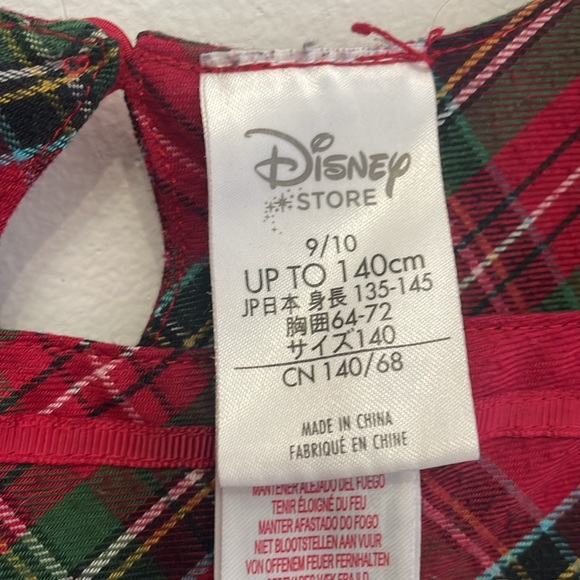 Disney
STORE
9/10
UP TO 140cm
JP日本 身長 135-145
胸囲64-72
サイズ140
CN 140/68
MADE IN CHINA
FABRIQUÉ EN CHINE
MANTENER ALEJADO DEL FUEGO
TENIR ÉLOIGNÉ DU FEU
MANTER AFASTADO DO FOGO
NIET BLOOTSTELLEN AAN VUUR
VON OFFENEM FEUER FERNHALTEN